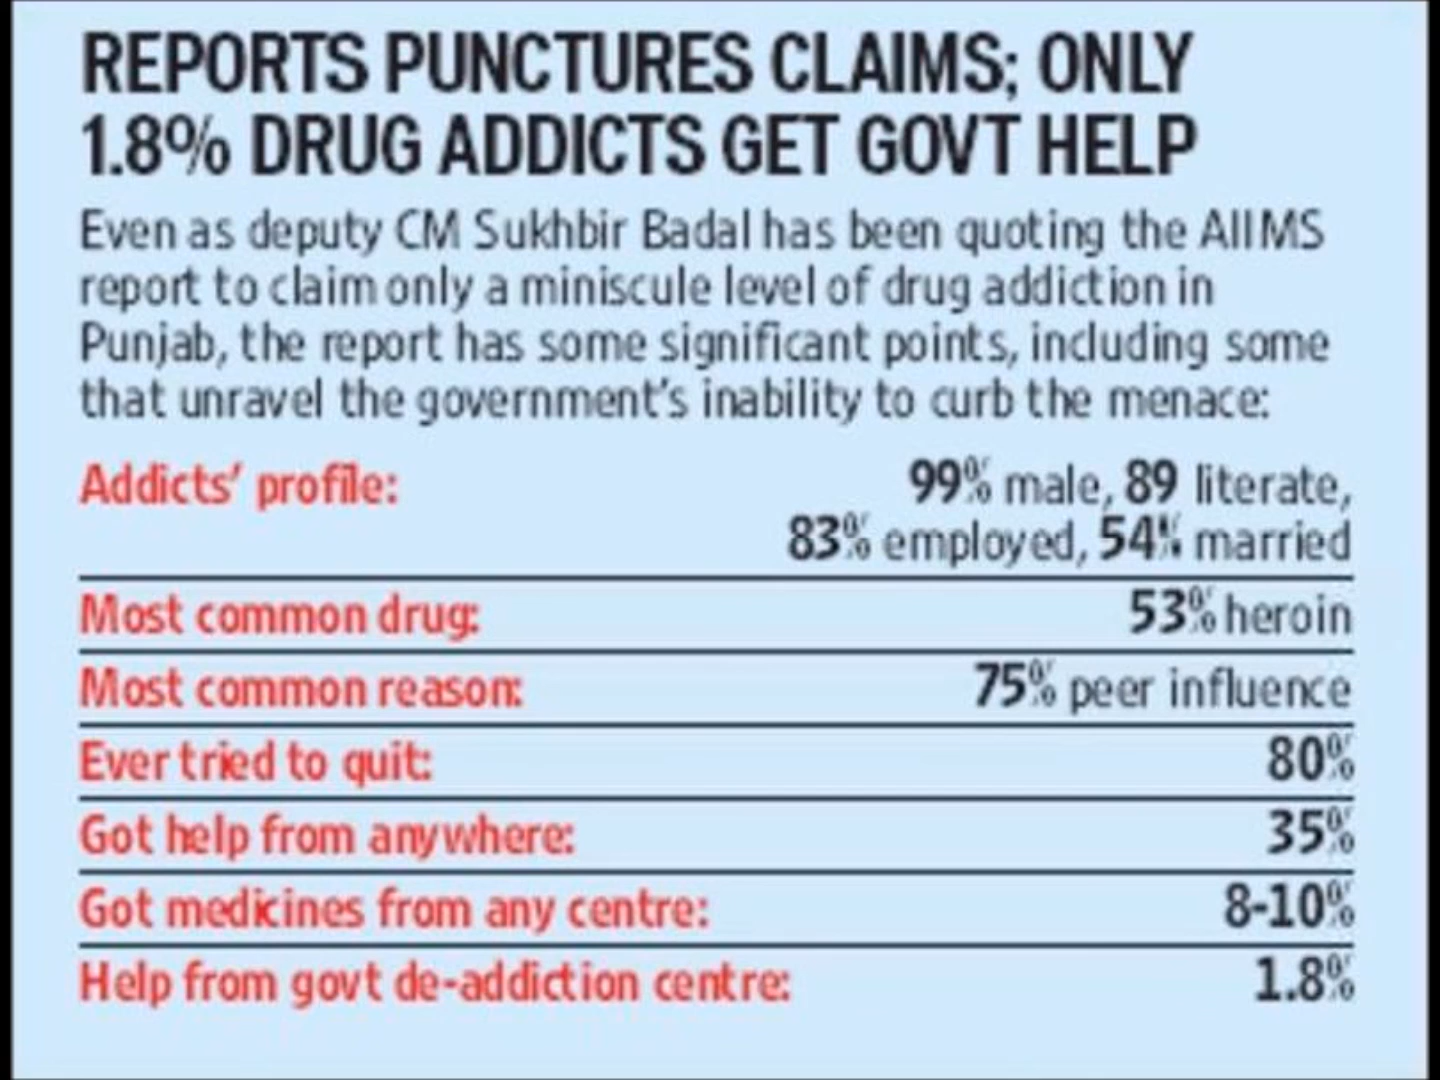 REPORTS PUNCTURES CLAIMS; ONLY
1.8% DRUG ADDICTS GET GOVT HELP
Even as deputy CM Sukhbir Badal has been quoting the AIIMS
report to claim only a miniscule level of drug addiction in
Punjab, the report has some significant points, including some
that unravel the government's inability to curb the menace:
Addicts' profile: 99% male, 89 literate,
83% employed, 54% married
Most common drug: 53% heroin
Most common reason: 75% peer influence
Ever tried to quit: 80%
Got help from anywhere: 35%
Got medicines from any centre: 8-10%
Help from govt de-addiction centre: 1.8%